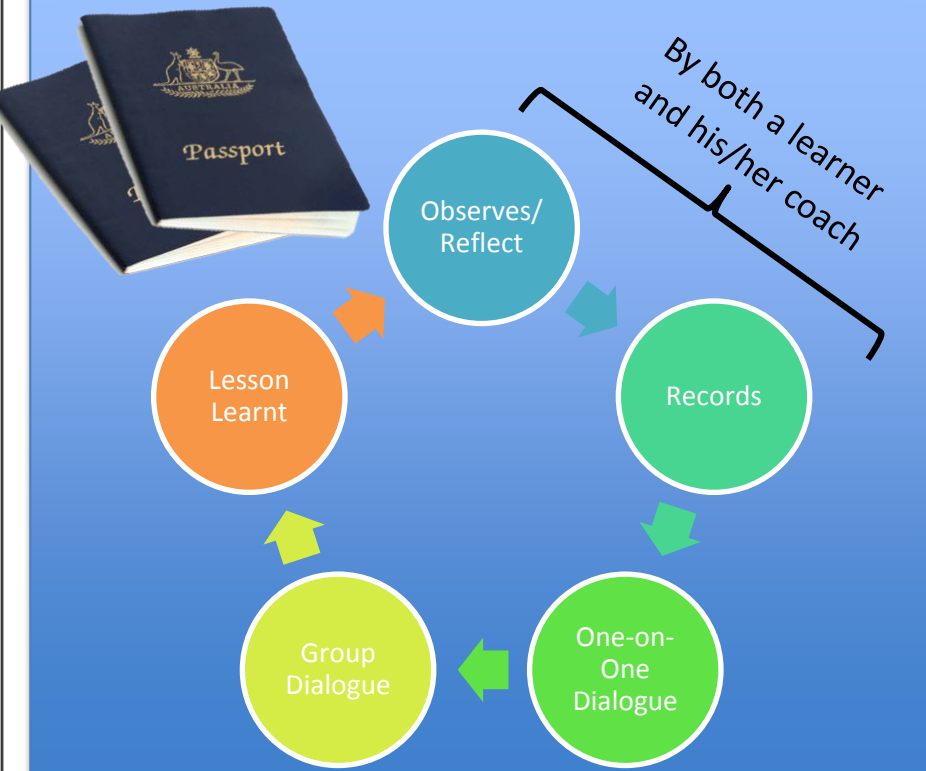 AUSTRALIA
Passport
By both a learner
and his/her coach
Observes/
Reflect
Records
One-on-
One
Dialogue
Group
Dialogue
Lesson
Learnt